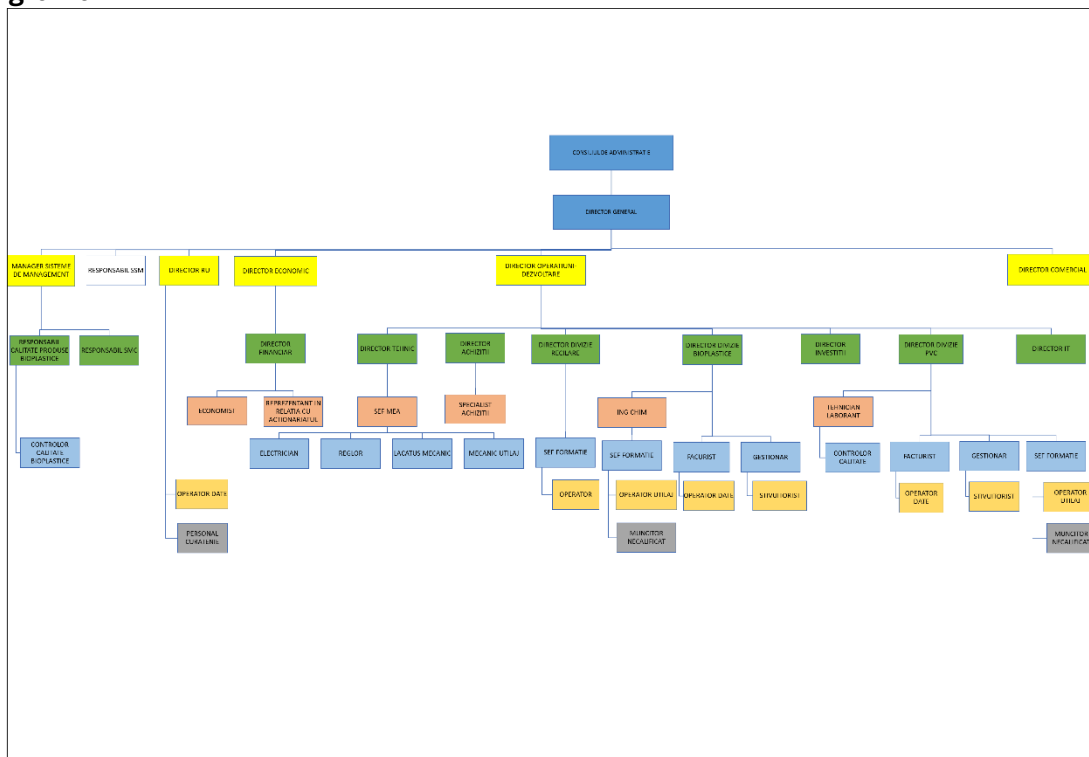 CONSILIUL DE ADMINISTRATIE
DIRECTOR GENERAL
MANAGER SISTEME
DE MANAGEMENT
RESPONSABIL SSM
DIRECTOR RU
DIRECTOR ECONOMIC
DIRECTOR OPERATIUNI
DEZVOLTARE
DIRECTOR COMERCIAL
RESPONSABIL
CALITATE PRODUSE
BIOPLASTICE
RESPONSABIL SMC
DIRECTOR
FINANCIAR
DIRECTOR TEHNIC
DIRECTOR
ACHIZITII
DIRECTOR DIVIZIE
RECILARE
DIRECTOR DIVIZIE
BIOPLASTICE
DIRECTOR
INVESTITII
DIRECTOR DIVIZIE
PVC
DIRECTOR IT
ECONOMIST
REPREZENTANT IN
RELATIA CU
ACTIONARIATUL
SEF MEA
SPECIALIST
ACHIZITII
ING CHIM
TEHNICIAN
LABORANT
CONTROLOR
CALITATE
BIOPLASTICE
ELECTRICIAN
REGLOR
LACATUS MECANIC
MECANIC UTILAJ
SEF FORMATIE
SEF FORMATIE
FACURIST
GESTIONAR
CONTROLOR
CALITATE
FACTURIST
GESTIONAR
SEF FORMATIE
OPERATOR DATE
OPERATOR
OPERATOR UTILAJ
OPERATOR DATE
STIVUITORIST
OPERATOR
DATE
STIVUITORIST
OPERATOR
UTILAJ
PERSONAL
CURATENIE
MUNCITOR
NECALIFICAT
MUNCITOR
NECALIFICAT